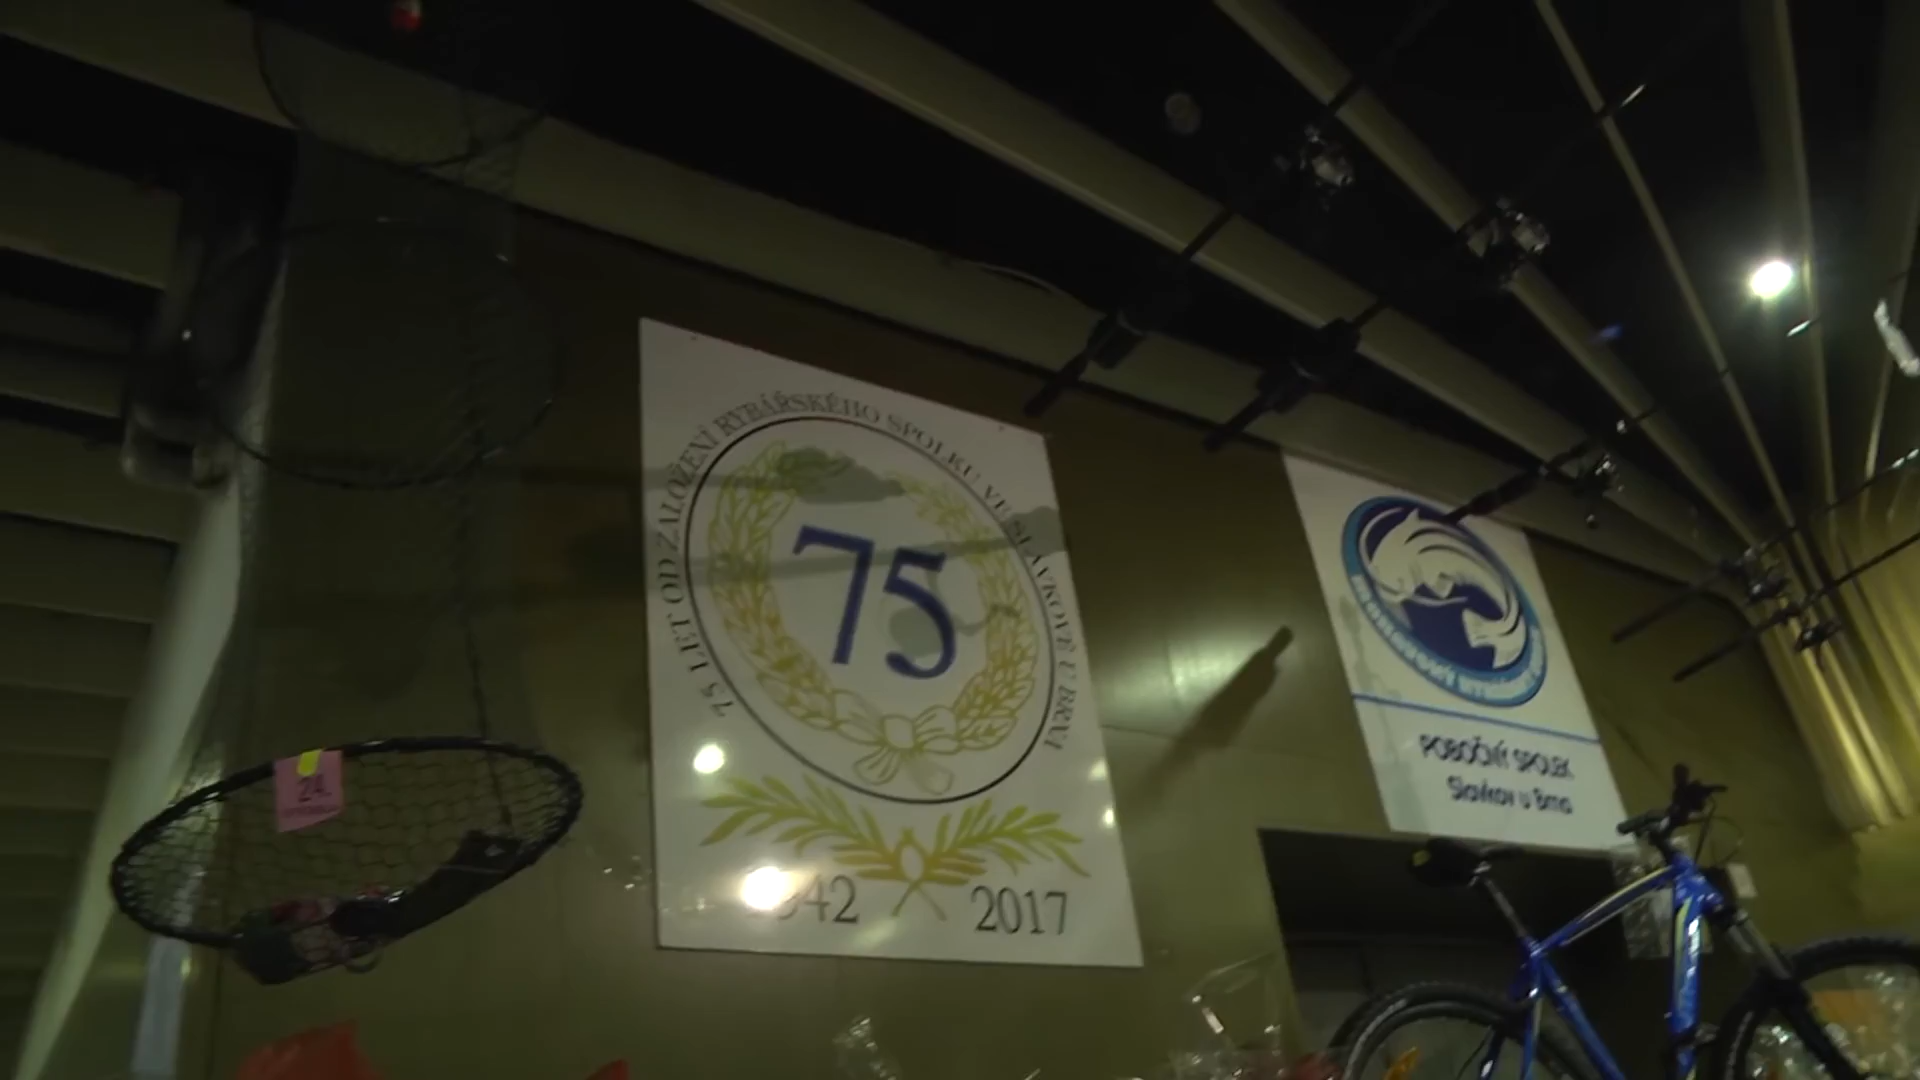 75 LET OD ZALOŽENÍ RYBÁŘSKÉHO SPOLKU VE SLAVKOVĚ U BRNA
75
2017
POBOČNÝ SPOLEK
Slavkov u Brna
24.